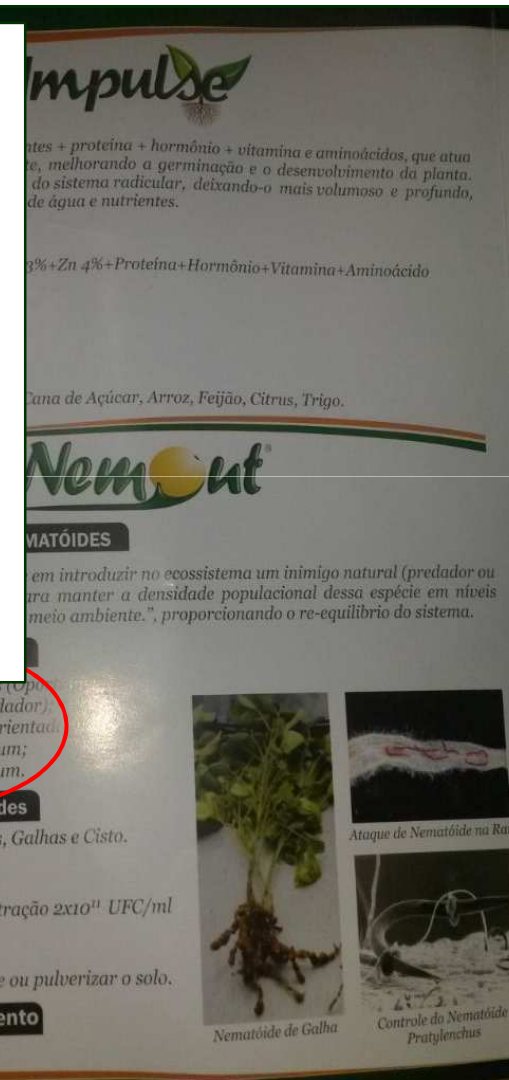 Impulse
ntes + proteína + hormônio + vitamina e aminoácidos, que atua
te, melhorando a germinação e o desenvolvimento da planta.
do sistema radicular, deixando-o mais volumoso e profundo,
de água e nutrientes.
3%+Zn 4%+Proteína+Hormônio+Vitamina+Aminoácido
Cana de Açúcar, Arroz, Feijão, Citrus, Trigo.
NemOut®
MATÓIDES
em introduzir no ecossistema um inimigo natural (predador ou
ara manter a densidade populacional dessa espécie em níveis
meio ambiente.", proporcionando o re-equilibrio do sistema.
dador);
rientad
um;
um.
des
s, Galhas e Cisto.
tração 2x10¹¹ UFC/ml
e ou pulverizar o solo.
ento
Ataque de Nematóide na Ra
Nematóide de Galha
Controle do Nematóide
Pratylenchus